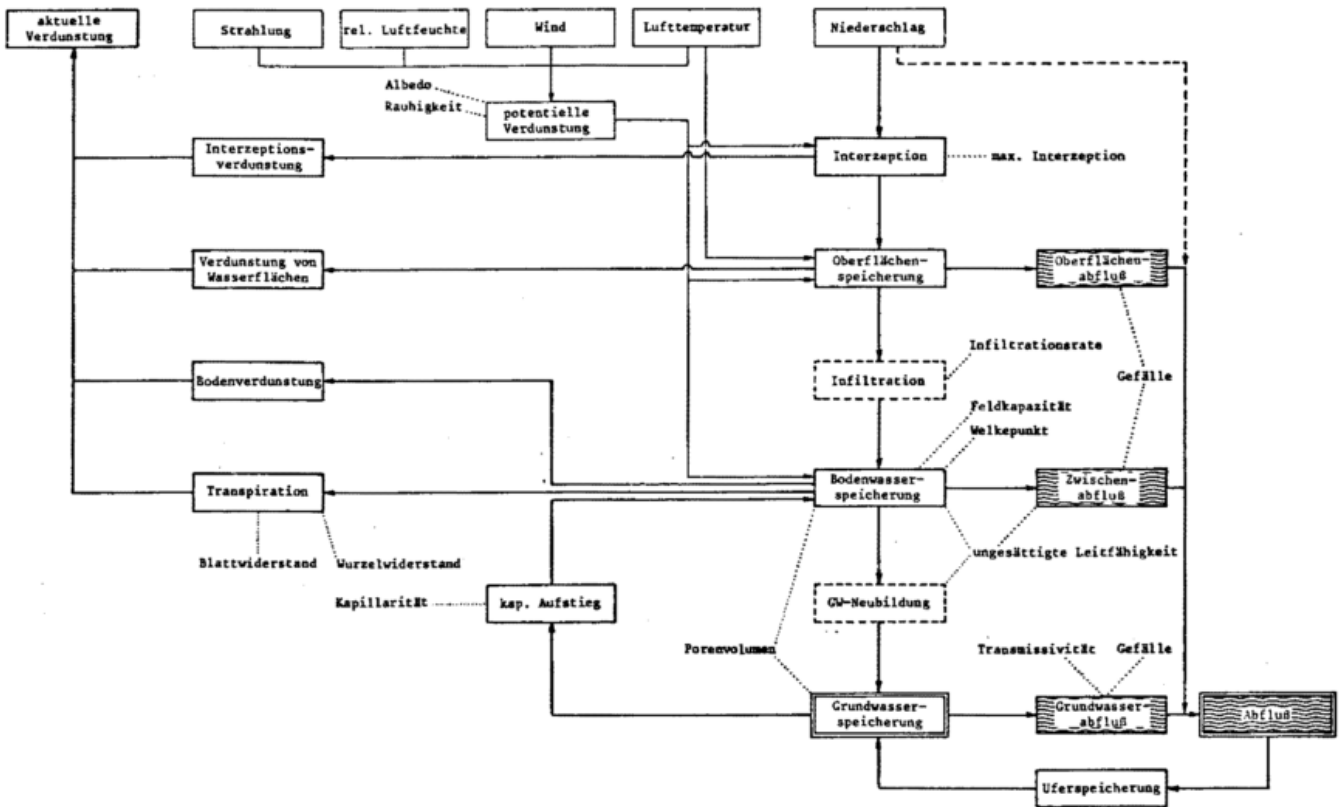 aktuelle
Verdunstung
Strahlung
rel. Luftfeuchte
Wind
Lufttemperatur
Niederschlag
Albedo
Rauhigkeit
potentielle
Verdunstung
Interzeptions-
verdunstung
Interzeption
max. Interzeption
Verdunstung von
Wasserflächen
Oberflächen-
speicherung
Oberflächen-
abfluß
Infiltrationsrate
Infiltration
Gefälle
Bodenverdunstung
Feldkapazität
Welkepunkt
Transpiration
Bodenwasser-
speicherung
Zwischen-
abfluß
Blattwiderstand
Wurzelwiderstand
ungesättigte Leitfähigkeit
Kapillarität
kap. Aufstieg
GW-Neubildung
Porenvolumen
Transmissivität
Gefälle
Grundwasser-
speicherung
Grundwasser-
abfluß
Abfluß
Uferspeicherung